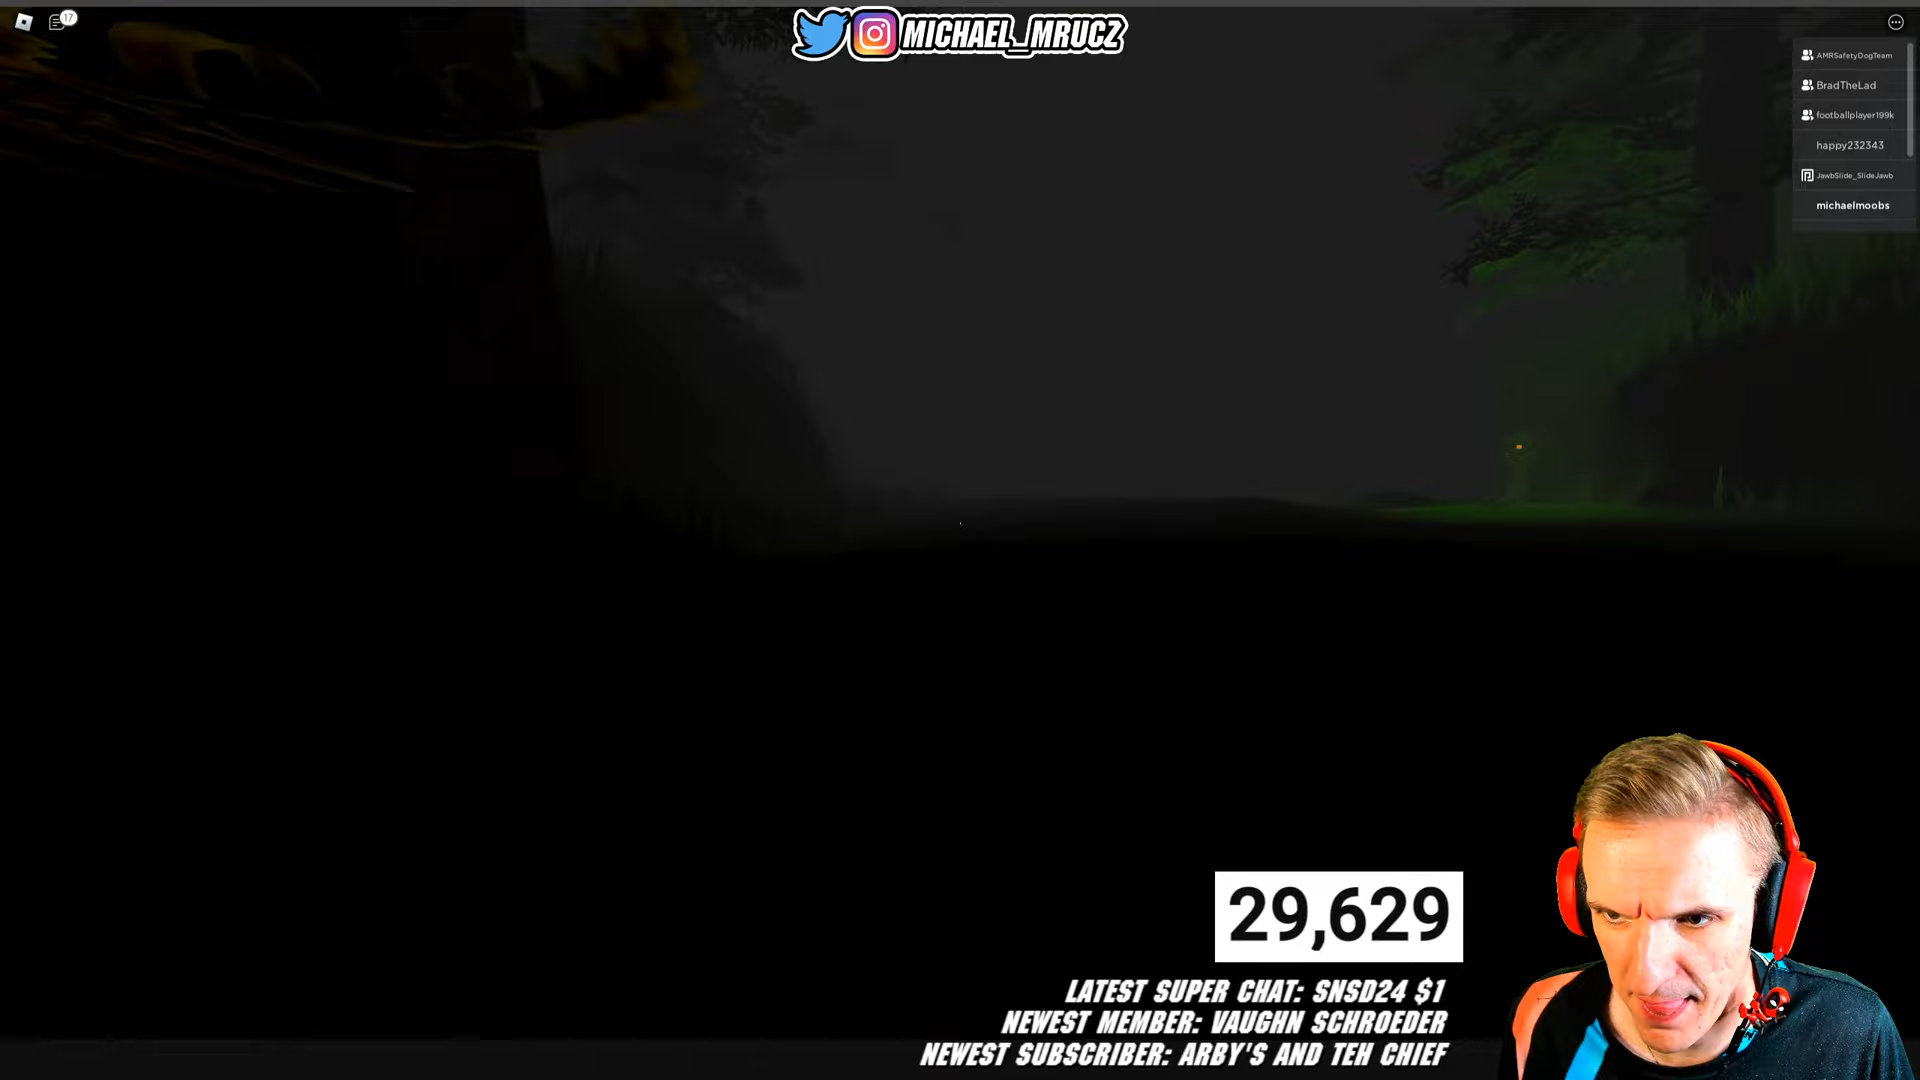 17
MICHAEL_MRUCZ
AMRSafetyDogTeam
BradTheLad
footballplayer199k
happy232343
JawbSlide_SlideJawb
michaelmoobs
29,629
LATEST SUPER CHAT: SNSD24 $1
NEWEST MEMBER: VAUGHN SCHROEDER
NEWEST SUBSCRIBER: ARBY'S AND TEH CHIEF